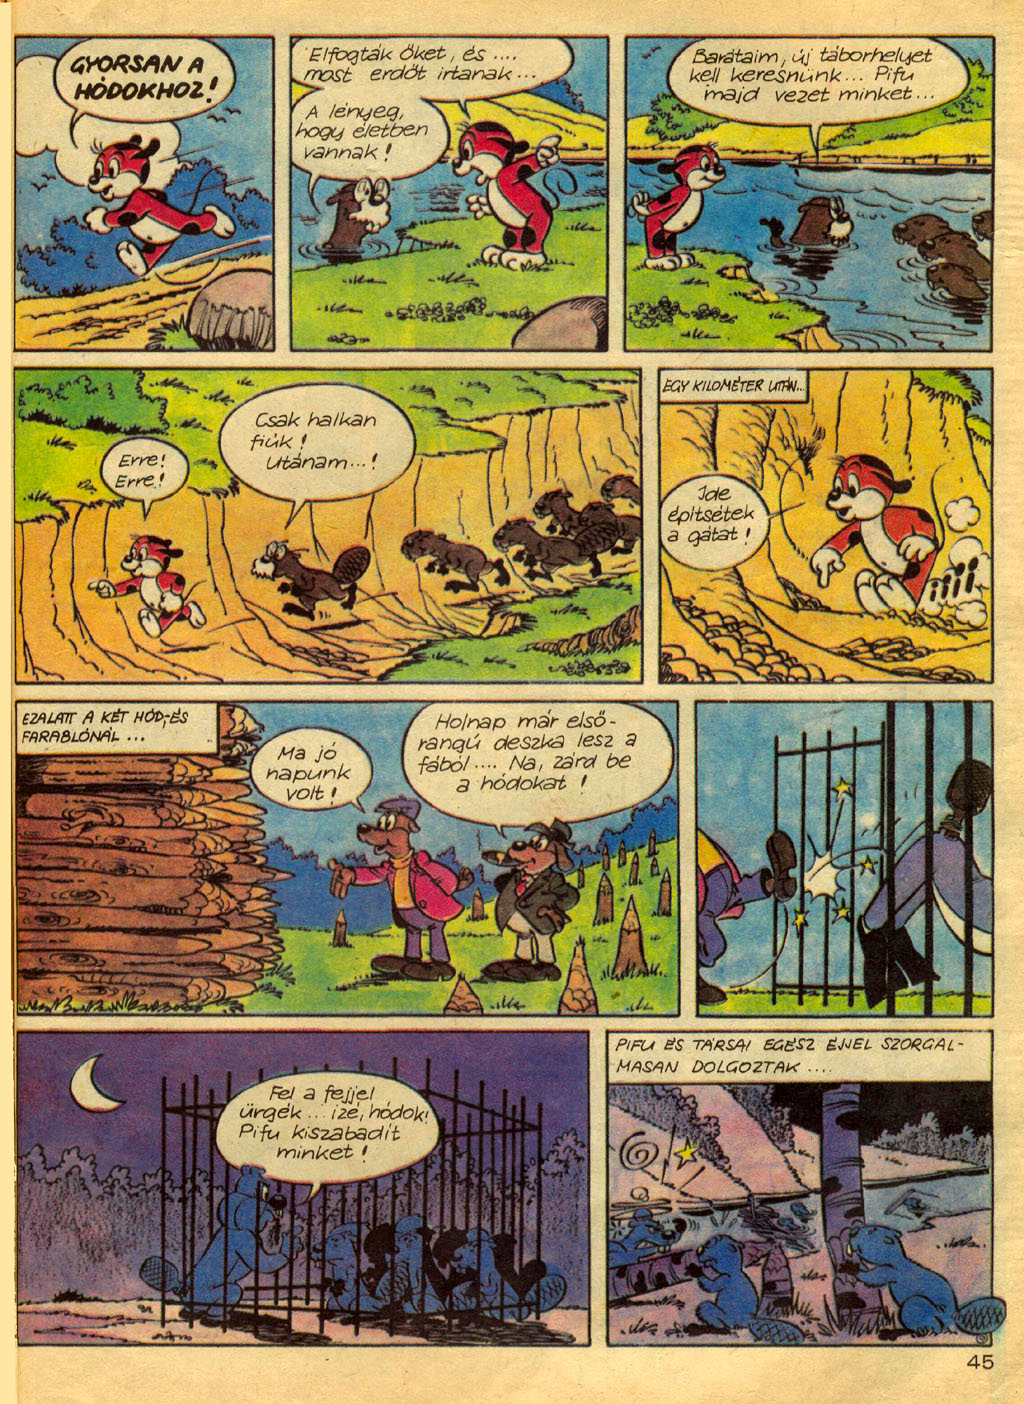 GYORSAN A
HÓDOKHOZ!
Elfogták őket, és ....
most erdőt irtanak...
A lényeg,
hogy életben
vannak!
Barátaim, új táborhelyet
kell keresnünk... Pifu
majd vezet minket...
Erre!
Erre!
Csak halkan
fiúk!
Utánam...!
EGY KILOMÉTER UTÁN...
Ide
építsétek
a gátat!
EZALATT A KÉT HÓD,-ÉS
FARABLÓNÁL ...
Ma jó
napunk
volt!
Holnap már első-
rangú deszka lesz a
fából.... Na, zárd be
a hódokat !
Fel a fejjel
ürgék... izé, hódok!
Pifu kiszabadít
minket!
PIFU ÉS TÁRSAI EGÉSZ ÉJJEL SZORGAL-
MASAN DOLGOZTAK ....
45